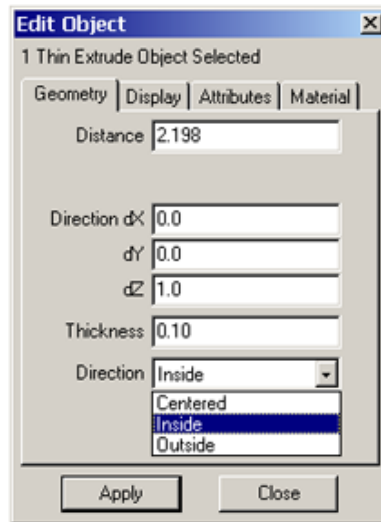 Edit Object
1 Thin Extrude Object Selected
Geometry Display Attributes Material
Distance 2.198
Direction dX 0.0
dY 0.0
dZ 1.0
Thickness 0.10
Direction Inside
Centered
Inside
Outside
Apply Close